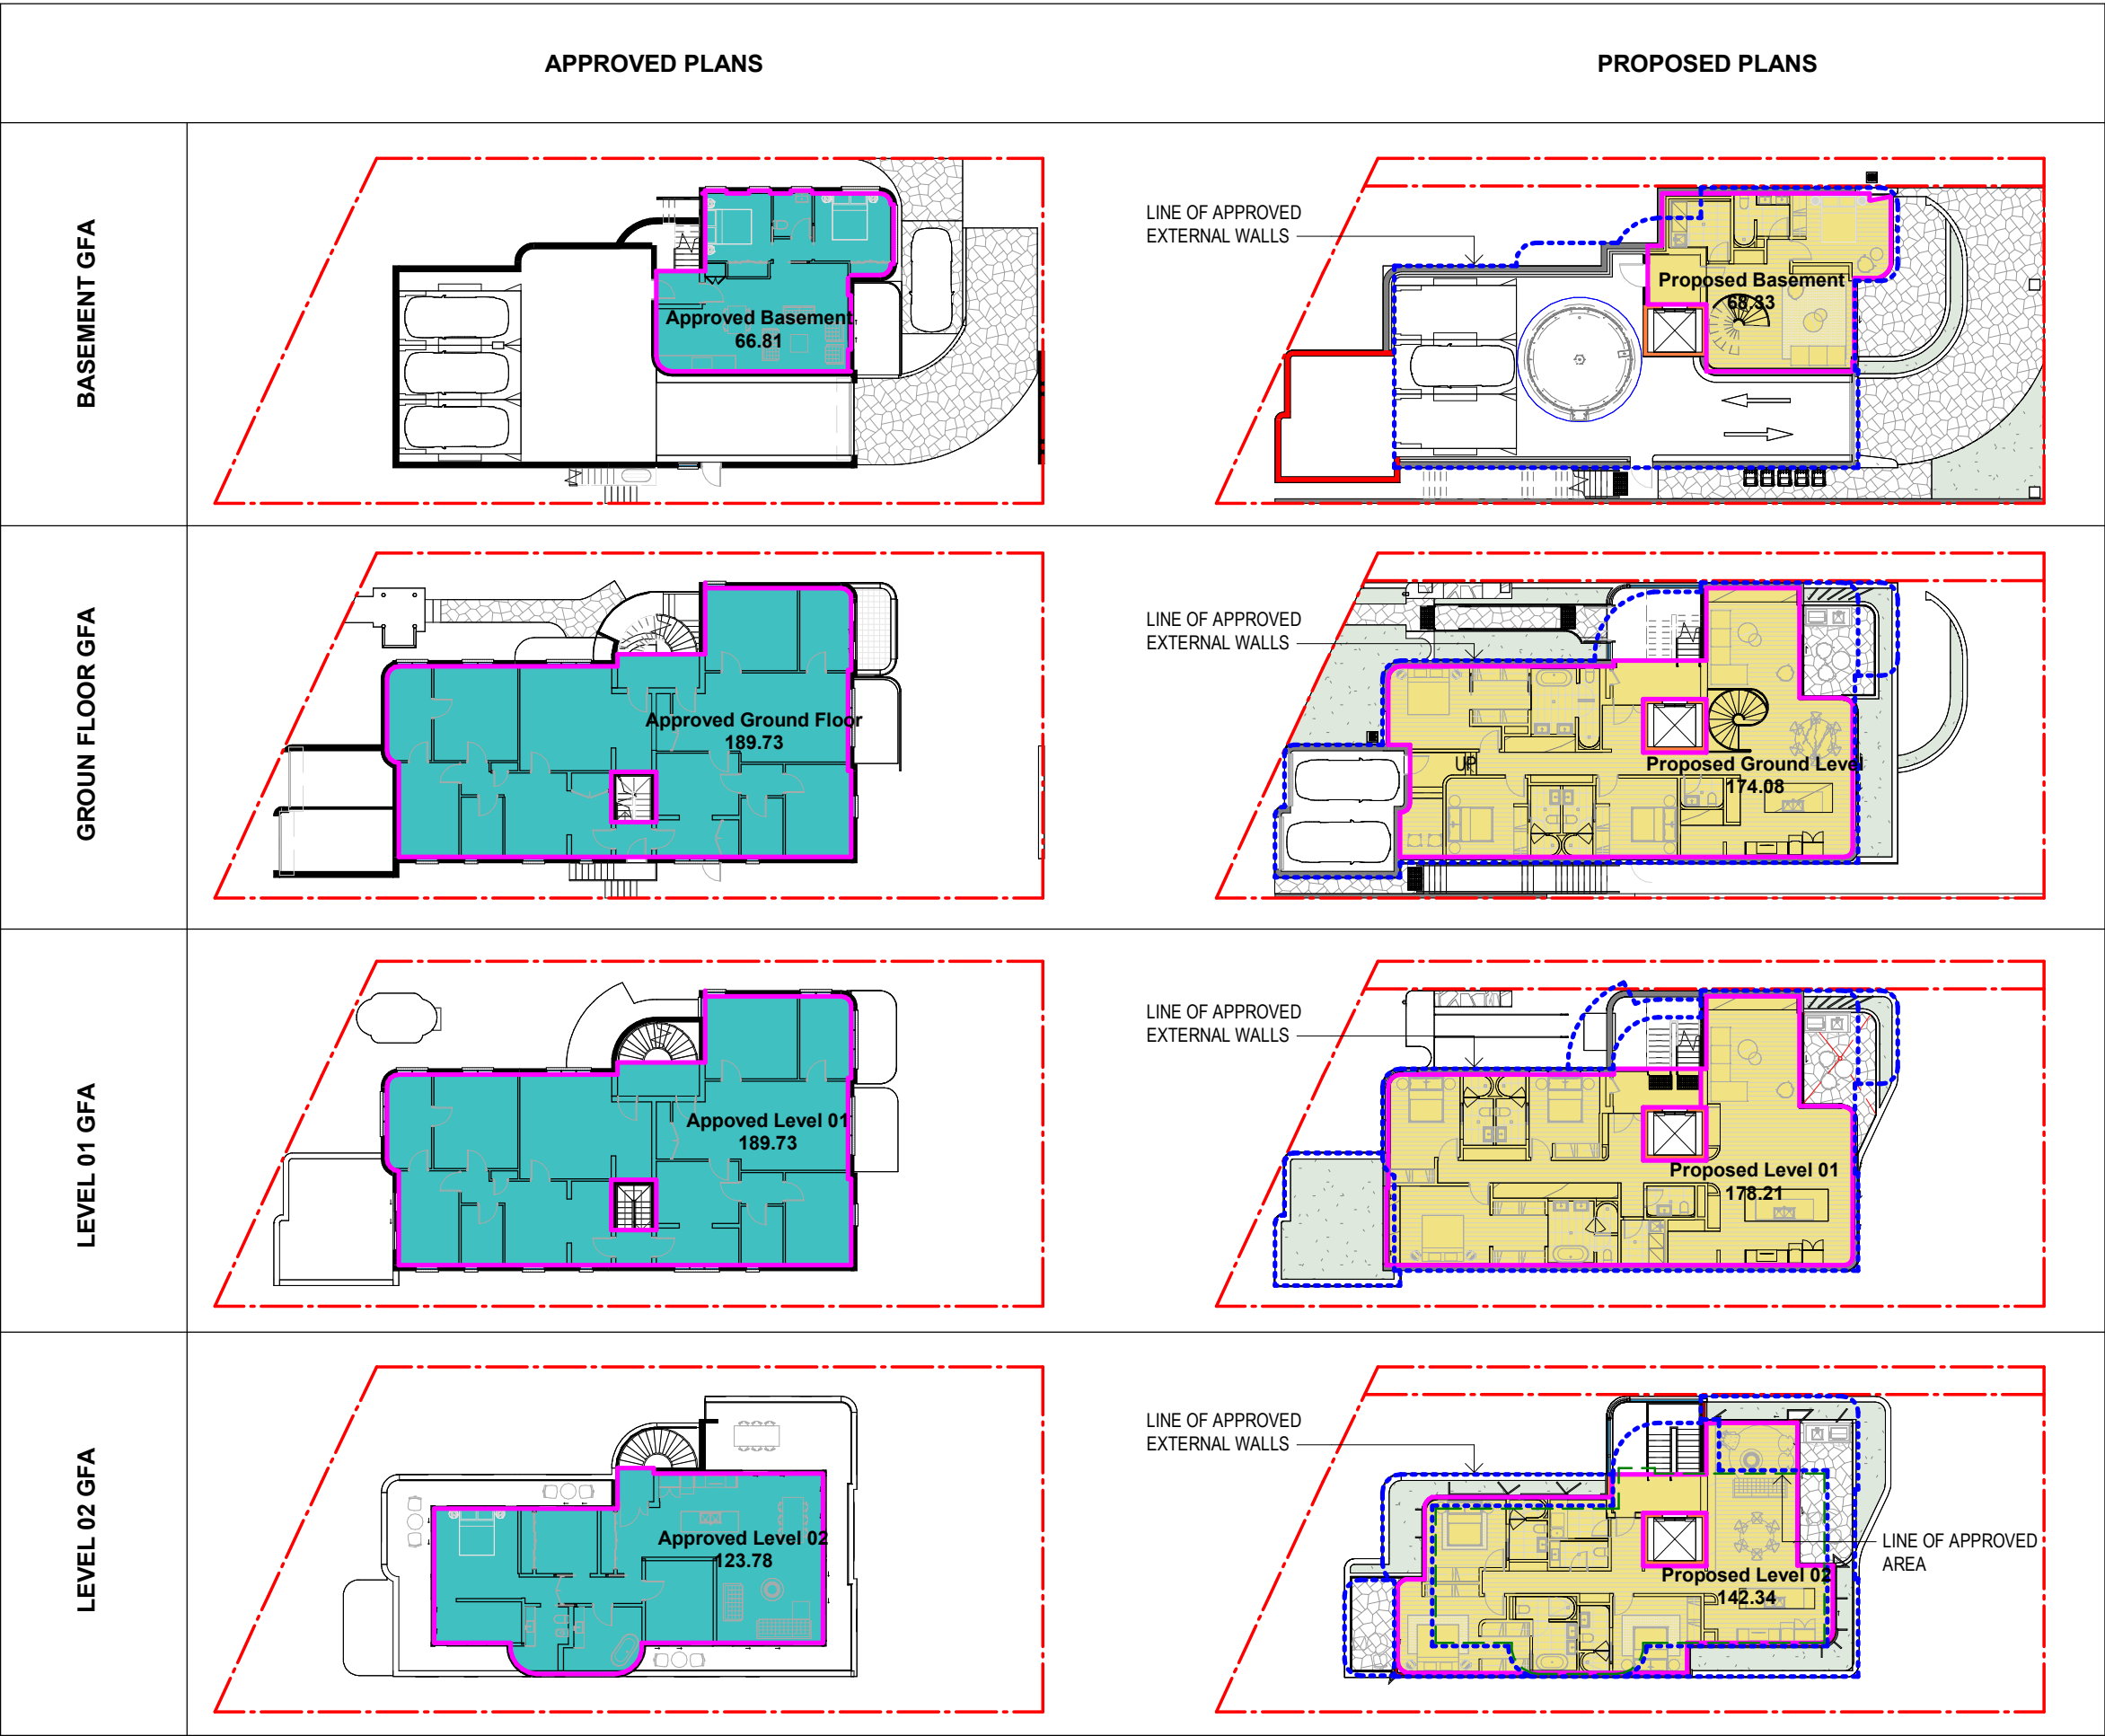 APPROVED PLANS
PROPOSED PLANS
BASEMENT GFA
Approved Basement
66.81
LINE OF APPROVED
EXTERNAL WALLS
Proposed Basement
68.33
GROUN FLOOR GFA
Approved Ground Floor
189.73
LINE OF APPROVED
EXTERNAL WALLS
UP
Proposed Ground Level
174.08
LEVEL 01 GFA
Appoved Level 01
189.73
LINE OF APPROVED
EXTERNAL WALLS
Proposed Level 01
178.21
LEVEL 02 GFA
Approved Level 02
123.78
LINE OF APPROVED
EXTERNAL WALLS
LINE OF APPROVED
AREA
Proposed Level 02
142.34